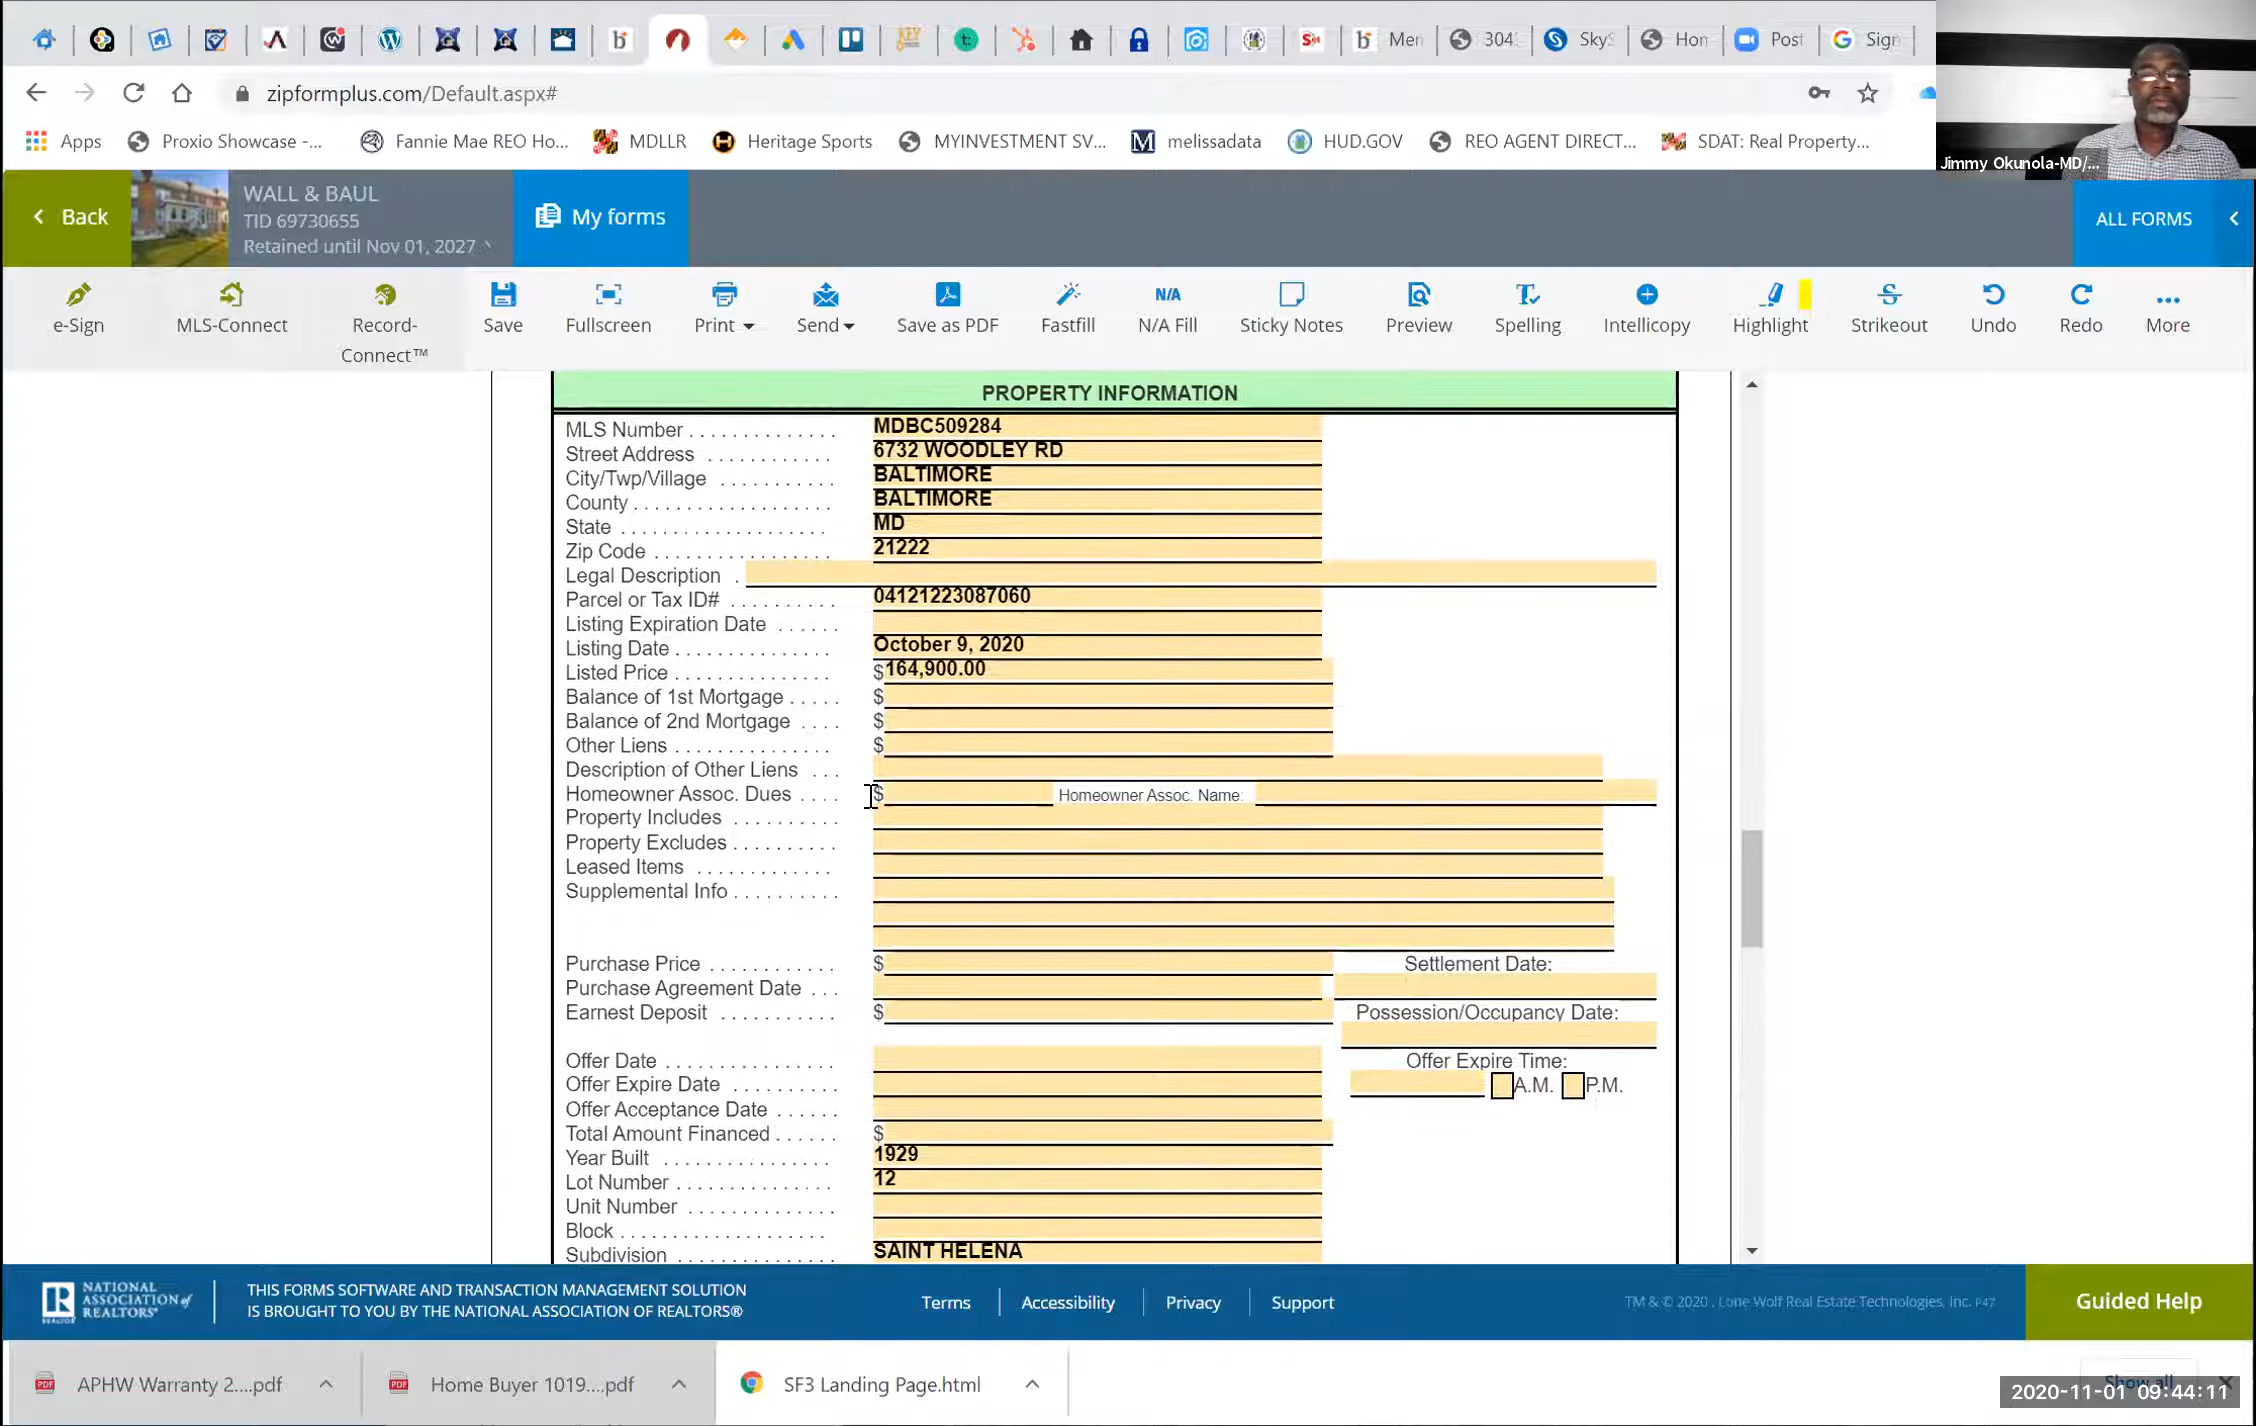 Mer
304
Sky
Hon
Post
Sign
zipformplus.com/Default.aspx#
Apps
Proxio Showcase -...
Fannie Mae REO Ho...
MDLLR
Heritage Sports
MYINVESTMENT SV...
melissadata
HUD.GOV
REO AGENT DIRECT...
SDAT: Real Property...
Jimmy Okunola-MD/...
Back
WALL & BAUL
TID 69730655
Retained until Nov 01, 2027
My forms
ALL FORMS
e-Sign
MLS-Connect
Record-
Connect™
Save
Fullscreen
Print
Send
Save as PDF
Fastfill
N/A
N/A Fill
Sticky Notes
Preview
Spelling
Intellicopy
Highlight
Strikeout
Undo
Redo
More
PROPERTY INFORMATION
MLS Number . . . . . . . . . . . . . . MDBC509284
Street Address . . . . . . . . . . . . 6732 WOODLEY RD
City/Twp/Village . . . . . . . . . . . BALTIMORE
County . . . . . . . . . . . . . . . . . . . BALTIMORE
State . . . . . . . . . . . . . . . . . . . . MD
Zip Code . . . . . . . . . . . . . . . . . 21222
Legal Description .
Parcel or Tax ID# . . . . . . . . . . 04121223087060
Listing Expiration Date . . . . . .
Listing Date . . . . . . . . . . . . . . . October 9, 2020
Listed Price . . . . . . . . . . . . . . . $164,900.00
Balance of 1st Mortgage . . . . . $
Balance of 2nd Mortgage . . . . $
Other Liens . . . . . . . . . . . . . . . $
Description of Other Liens . . .
Homeowner Assoc. Dues . . . . $ Homeowner Assoc. Name:
Property Includes . . . . . . . . . .
Property Excludes . . . . . . . . . .
Leased Items . . . . . . . . . . . . .
Supplemental Info . . . . . . . . . .
Purchase Price . . . . . . . . . . . . $ Settlement Date:
Purchase Agreement Date . . .
Earnest Deposit . . . . . . . . . . . $ Possession/Occupancy Date:
Offer Date . . . . . . . . . . . . . . . . Offer Expire Time:
Offer Expire Date . . . . . . . . . . A.M. P.M.
Offer Acceptance Date . . . . . .
Total Amount Financed . . . . . . $
Year Built . . . . . . . . . . . . . . . . 1929
Lot Number . . . . . . . . . . . . . . . 12
Unit Number . . . . . . . . . . . . . .
Block . . . . . . . . . . . . . . . . . . . .
Subdivision . . . . . . . . . . . . . . . SAINT HELENA
NATIONAL
ASSOCIATION of
REALTORS®
REALTOR
THIS FORMS SOFTWARE AND TRANSACTION MANAGEMENT SOLUTION
IS BROUGHT TO YOU BY THE NATIONAL ASSOCIATION OF REALTORS®
Terms
Accessibility
Privacy
Support
TM & © 2020 . Lone Wolf Real Estate Technologies, Inc. P47
Guided Help
APHW Warranty 2....pdf
Home Buyer 1019....pdf
SF3 Landing Page.html
Show all
2020-11-01 09:44:11